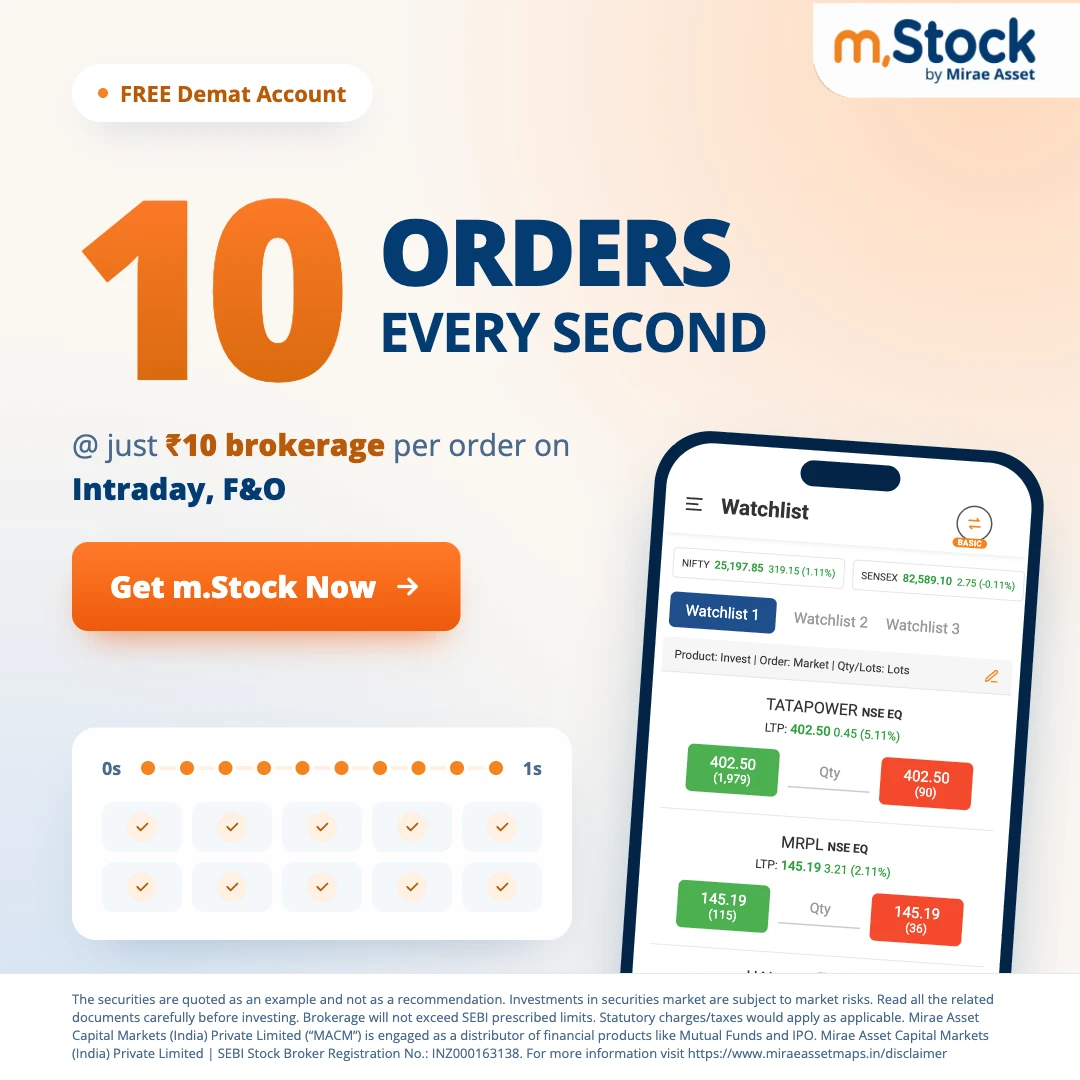 m.Stock
by Mirae Asset
FREE Demat Account
10
ORDERS
EVERY SECOND
@ just ₹10 brokerage per order on
Intraday, F&O
Get m.Stock Now →
0s 1s
Watchlist
BASIC
NIFTY 25,197.85 319.15 (1.11%)
SENSEX 82,589.10 2.75 (-0.11%)
Watchlist 1 Watchlist 2 Watchlist 3
Product: Invest | Order: Market | Qty/Lots: Lots
TATAPOWER NSE EQ
LTP: 402.50 0.45 (5.11%)
402.50 Qty 402.50
(1,979) (90)
MRPL NSE EQ
LTP: 145.19 3.21 (2.11%)
145.19 Qty 145.19
(115) (36)
The securities are quoted as an example and not as a recommendation. Investments in securities market are subject to market risks. Read all the related
documents carefully before investing. Brokerage will not exceed SEBI prescribed limits. Statutory charges/taxes would apply as applicable. Mirae Asset
Capital Markets (India) Private Limited (“MACM”) is engaged as a distributor of financial products like Mutual Funds and IPO. Mirae Asset Capital Markets
(India) Private Limited | SEBI Stock Broker Registration No.: INZ000163138. For more information visit https://www.miraeassetmaps.in/disclaimer